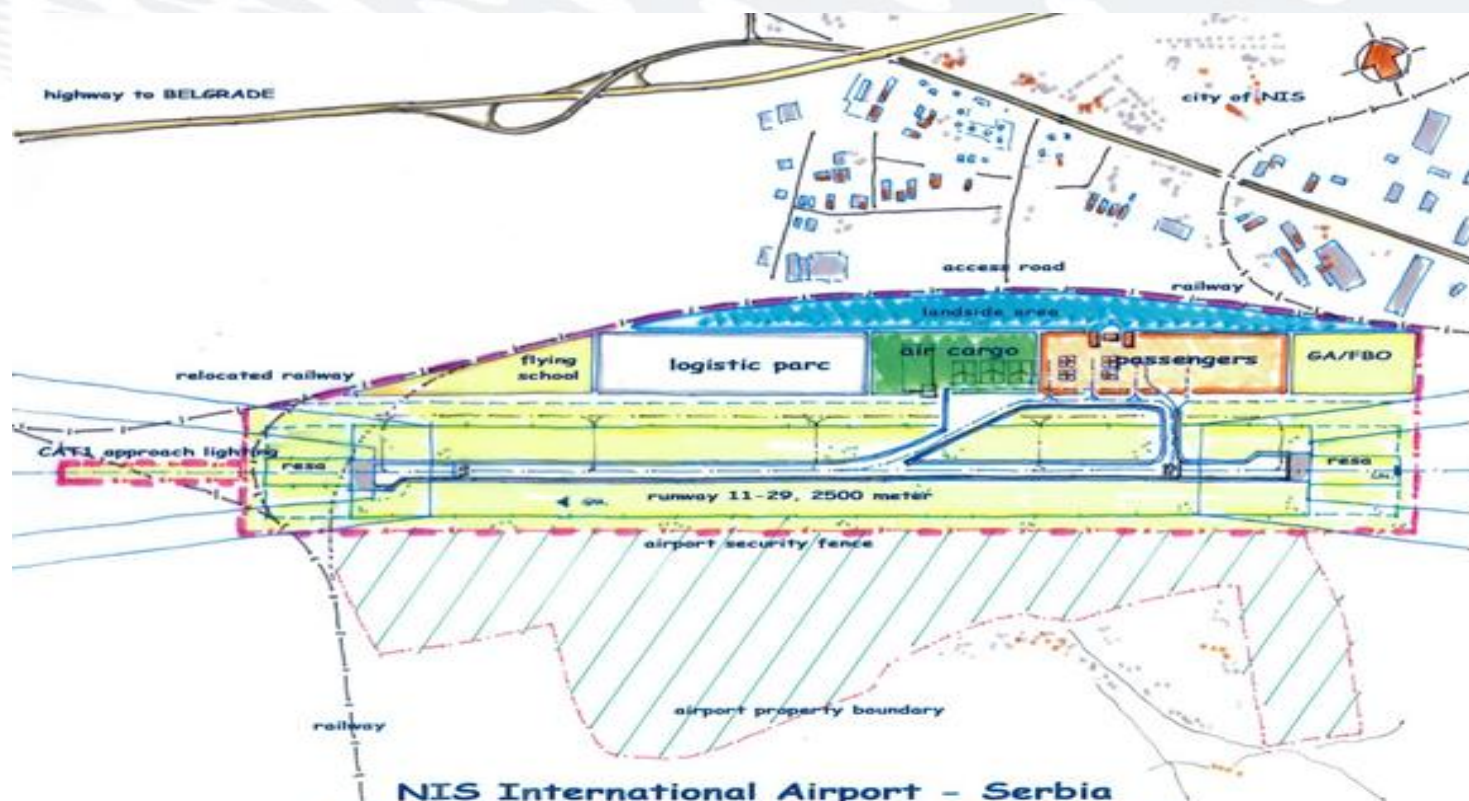 highway to BELGRADE
city of NIS
access road
railway
landside area
flying
school
logistic parc
air cargo
passengers
GA/FBO
relocated railway
CAT1 approach lighting
resa
resa
runway 11-29, 2500 meter
airport security fence
airport property boundary
railway
NIS International Airport - Serbia